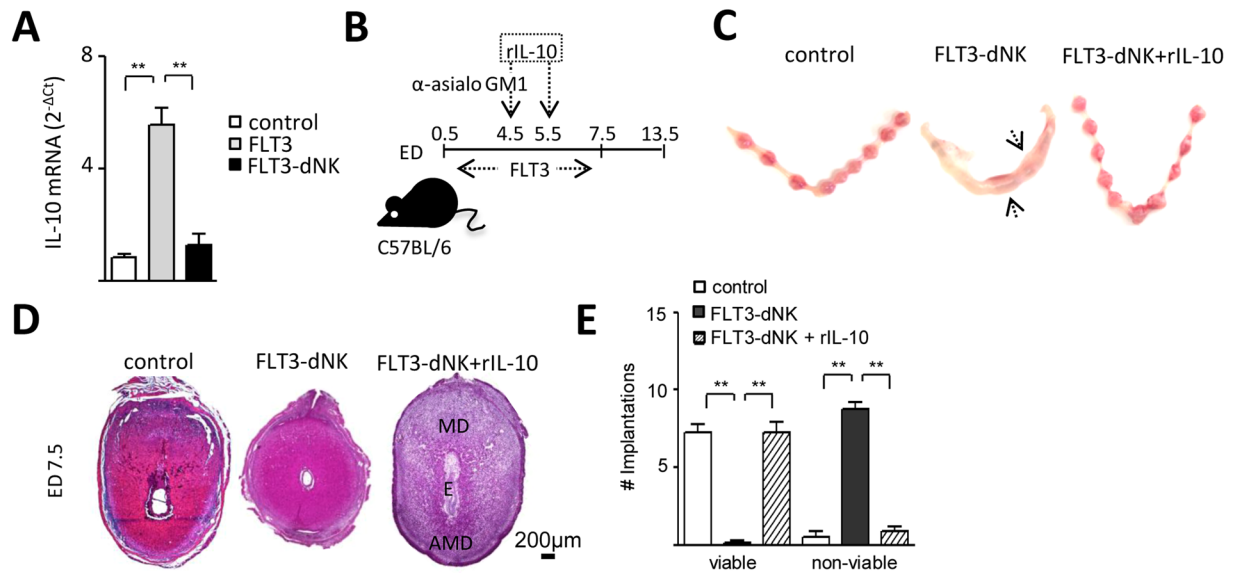 A
8
4
IL-10 mRNA (2^-ΔCt)
** **
control
FLT3
FLT3-dNK
B
rIL-10
α-asialo GM1
0.5 4.5 5.5 7.5 13.5
ED
FLT3
C57BL/6
C
control FLT3-dNK FLT3-dNK+rIL-10
D
control FLT3-dNK FLT3-dNK+rIL-10
ED 7.5
MD
E
AMD
200µm
E
control
FLT3-dNK
FLT3-dNK + rIL-10
15
10
5
# Implantations
** ** ** **
viable non-viable